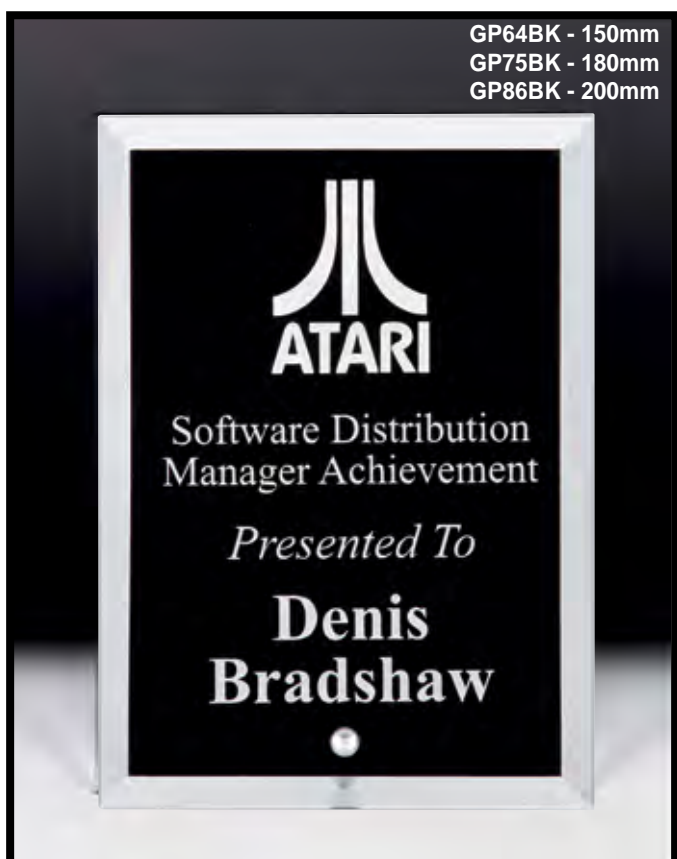 GP64BK - 150mm
GP75BK - 180mm
GP86BK - 200mm
ATARI
Software Distribution
Manager Achievement
Presented To
Denis
Bradshaw